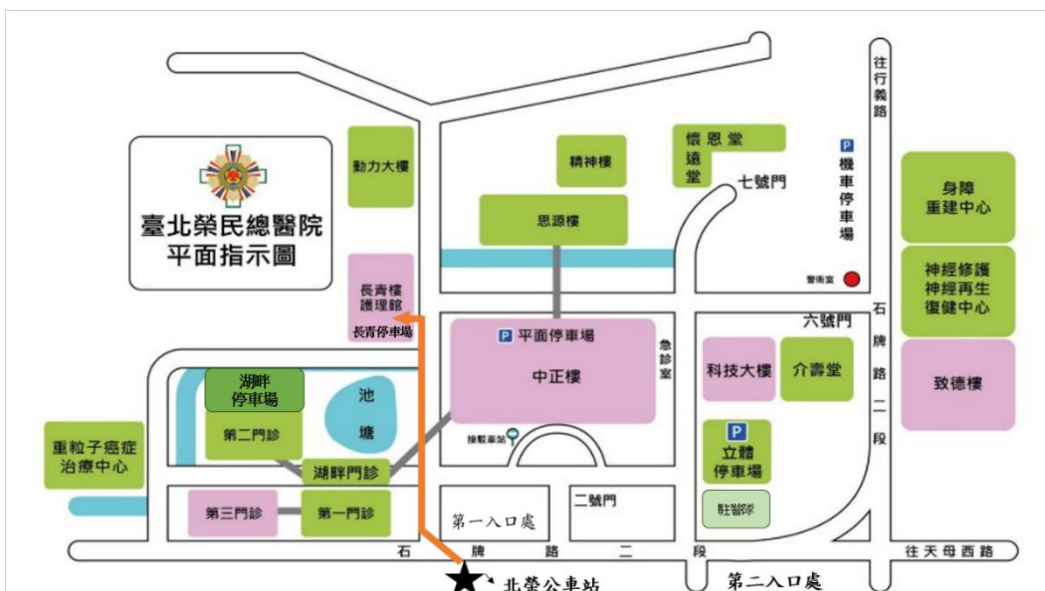 臺北榮民總醫院
平面指示圖
動力大樓
精神樓
懷恩堂
遠堂
七號門
往行義路
P
機車停車場
身障
重建中心
思源樓
警衛室
神經修護
神經再生
復健中心
長青樓
護理館
長青停車場
P 平面停車場
中正樓
急診室
六號門
石牌路二段
科技大樓
介壽堂
致德樓
湖畔
停車場
池塘
第二門診
接駁車站
P
立體
停車場
重粒子癌症
治療中心
湖畔門診
第三門診
第一門診
第一入口處
二號門
駐警隊
石牌路二段
往天母西路
北榮公車站
第二入口處